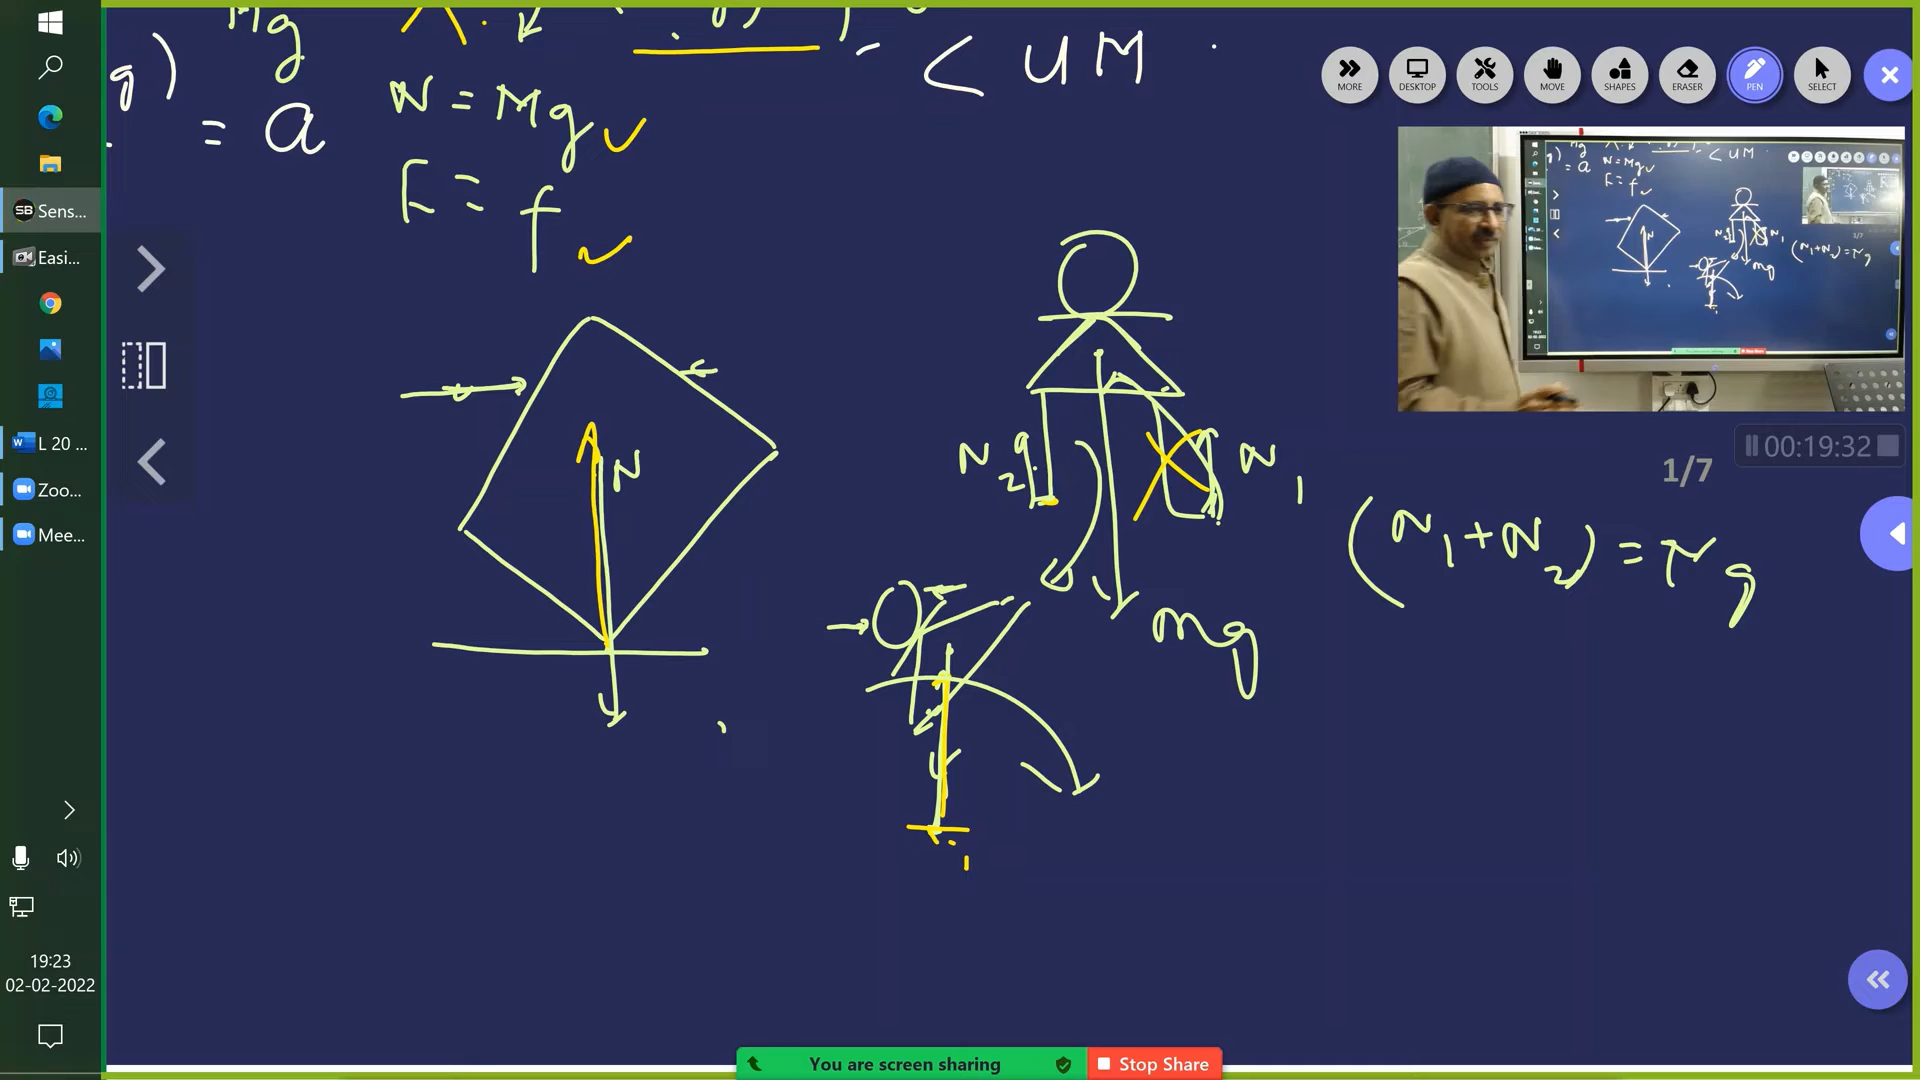 Mg
g)
= a
N = Mg
F = f
< UM
MORE
DESKTOP
TOOLS
MOVE
SHAPES
ERASER
PEN
SELECT
Sens...
Easi...
L 20 ...
Zoo...
Mee...
00:19:32
1/7
N
N2
N1
(N1+N2) = Mg
mg
19:23
02-02-2022
You are screen sharing
Stop Share